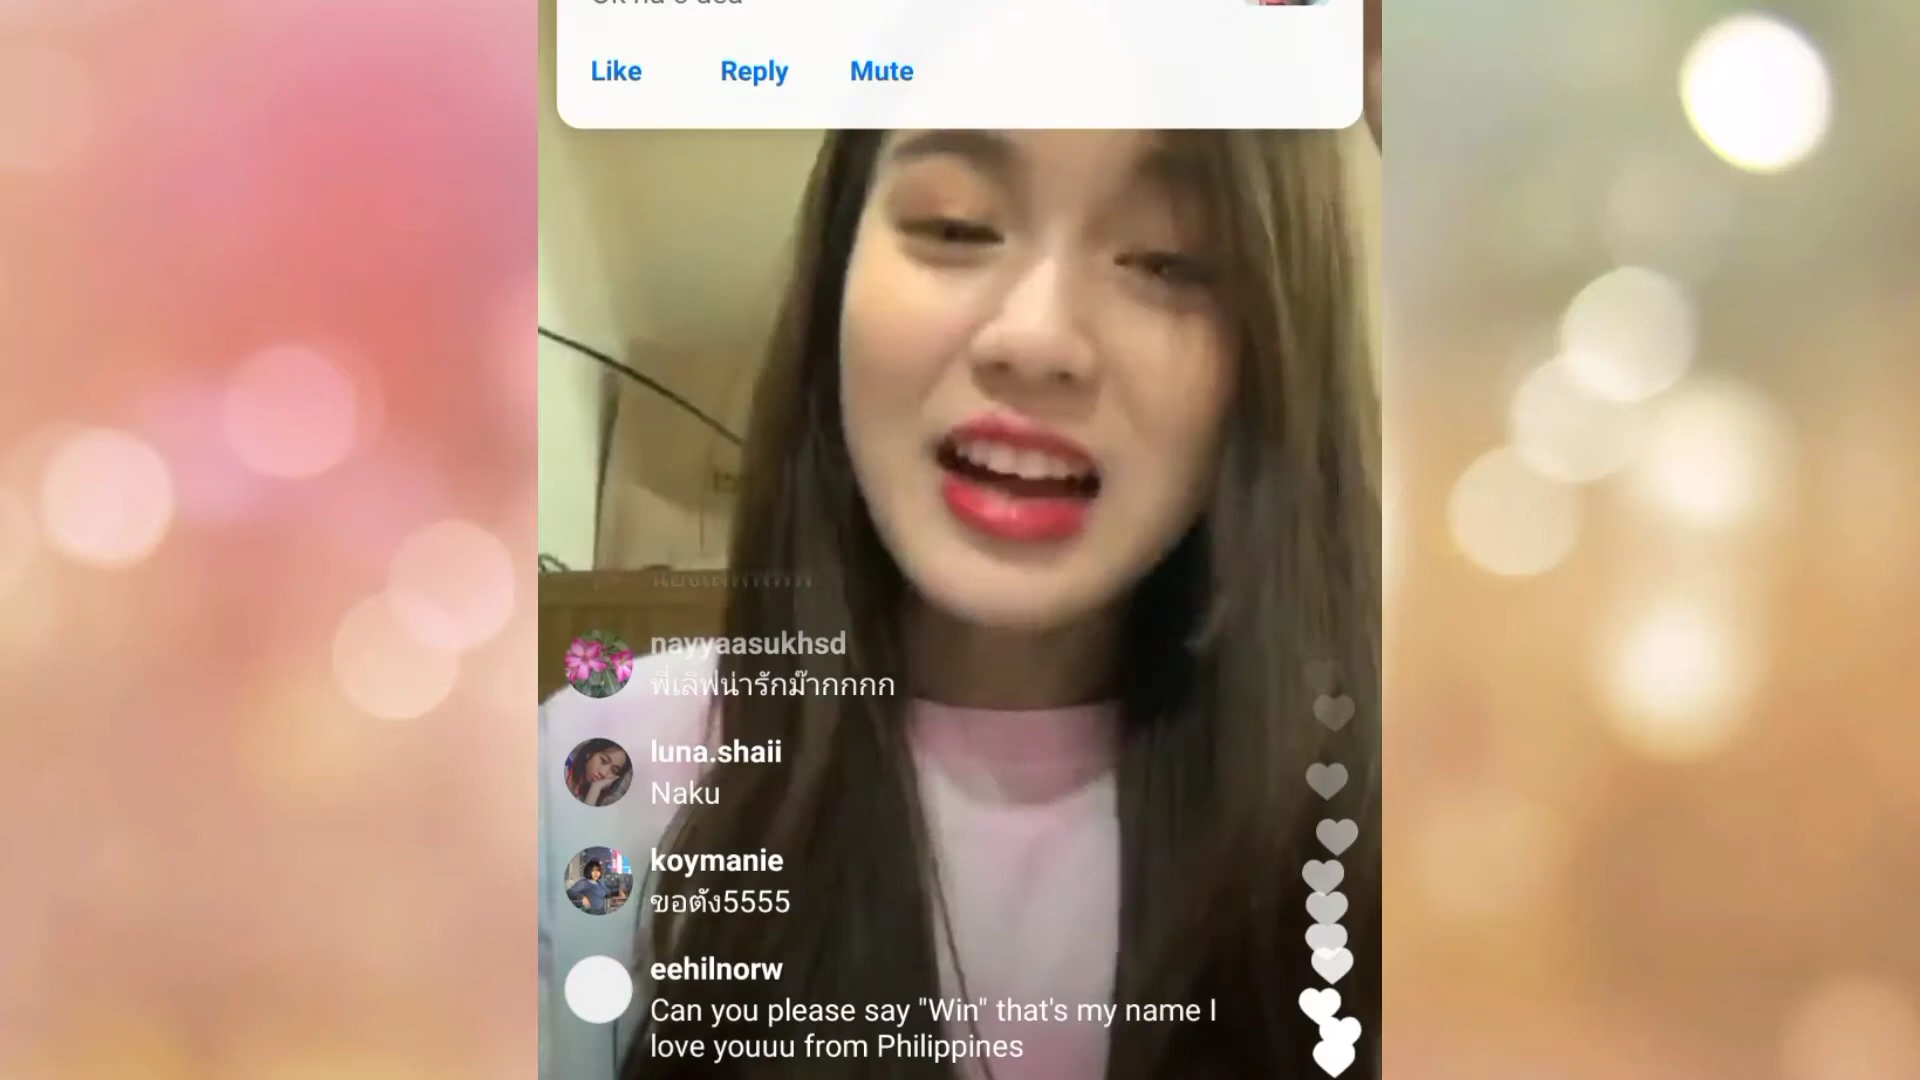 Like Reply Mute
nayyaasukhsd
พี่เลิฟน่ารักม๊ากกกก
luna.shaii
Naku
koymanie
ขอตัง5555
eehilnorw
Can you please say "Win" that's my name I
love youuu from Philippines